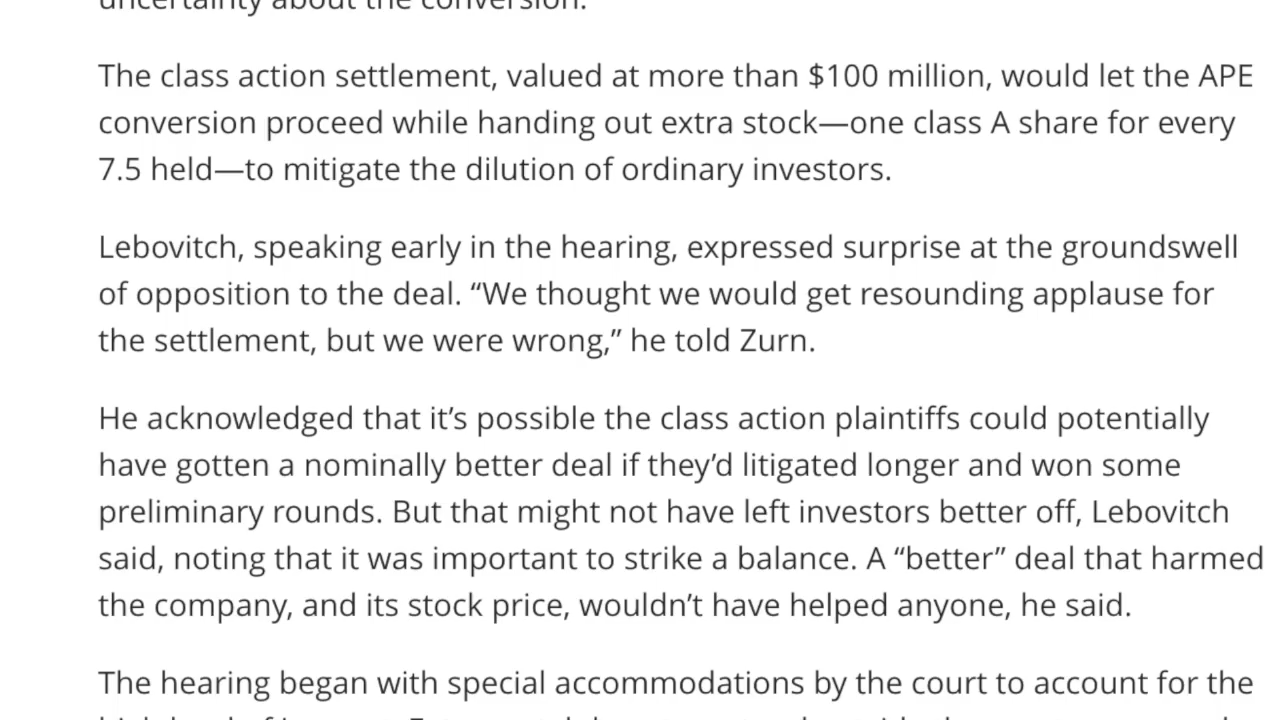 uncertainty about the conversion.
The class action settlement, valued at more than $100 million, would let the APE
conversion proceed while handing out extra stock—one class A share for every
7.5 held—to mitigate the dilution of ordinary investors.
Lebovitch, speaking early in the hearing, expressed surprise at the groundswell
of opposition to the deal. “We thought we would get resounding applause for
the settlement, but we were wrong,” he told Zurn.
He acknowledged that it’s possible the class action plaintiffs could potentially
have gotten a nominally better deal if they’d litigated longer and won some
preliminary rounds. But that might not have left investors better off, Lebovitch
said, noting that it was important to strike a balance. A “better” deal that harmed
the company, and its stock price, wouldn’t have helped anyone, he said.
The hearing began with special accommodations by the court to account for the